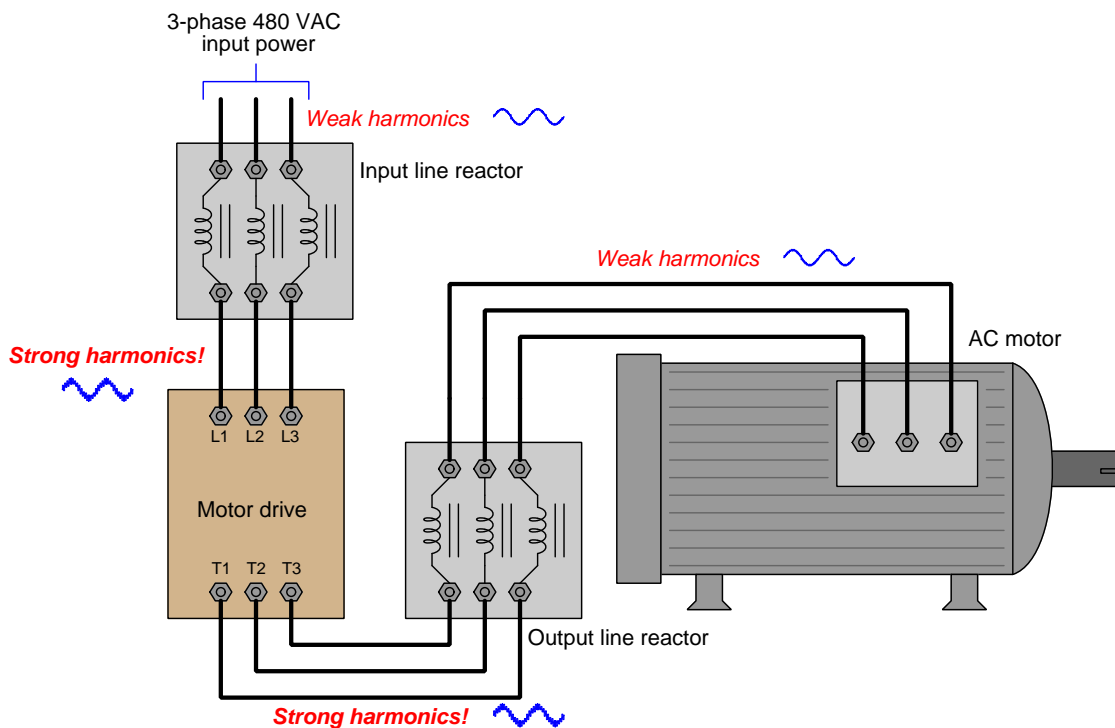 3-phase 480 VAC
input power
Weak harmonics
Input line reactor
Weak harmonics
AC motor
Strong harmonics!
L1 L2 L3
Motor drive
T1 T2 T3
Output line reactor
Strong harmonics!